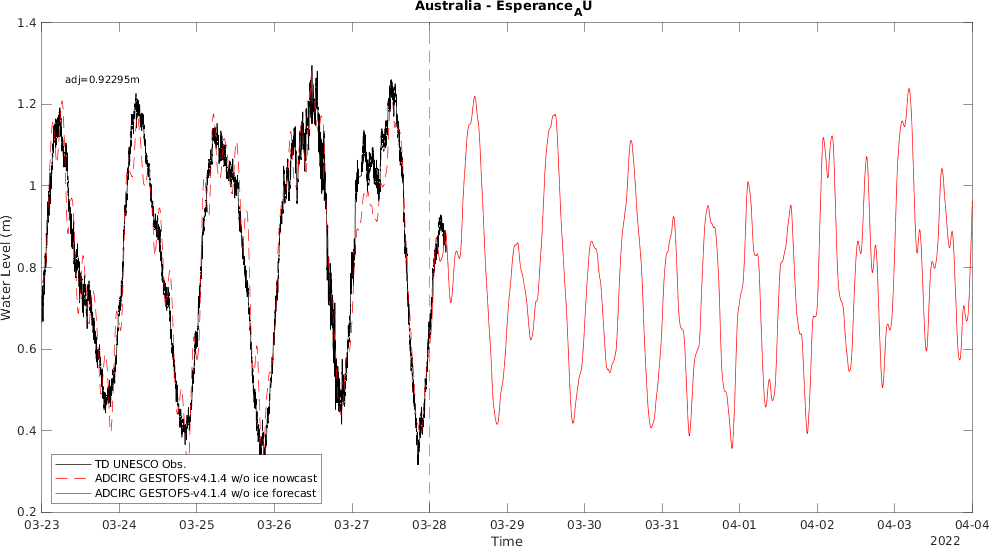 Australia - Esperance_AU
adj=0.92295m
1.4
1.2
1
0.8
0.6
0.4
0.2
Water Level (m)
TD UNESCO Obs.
ADCIRC GESTOFS-v4.1.4 w/o ice nowcast
ADCIRC GESTOFS-v4.1.4 w/o ice forecast
03-23 03-24 03-25 03-26 03-27 03-28 03-29 03-30 03-31 04-01 04-02 04-03 04-04
Time
2022